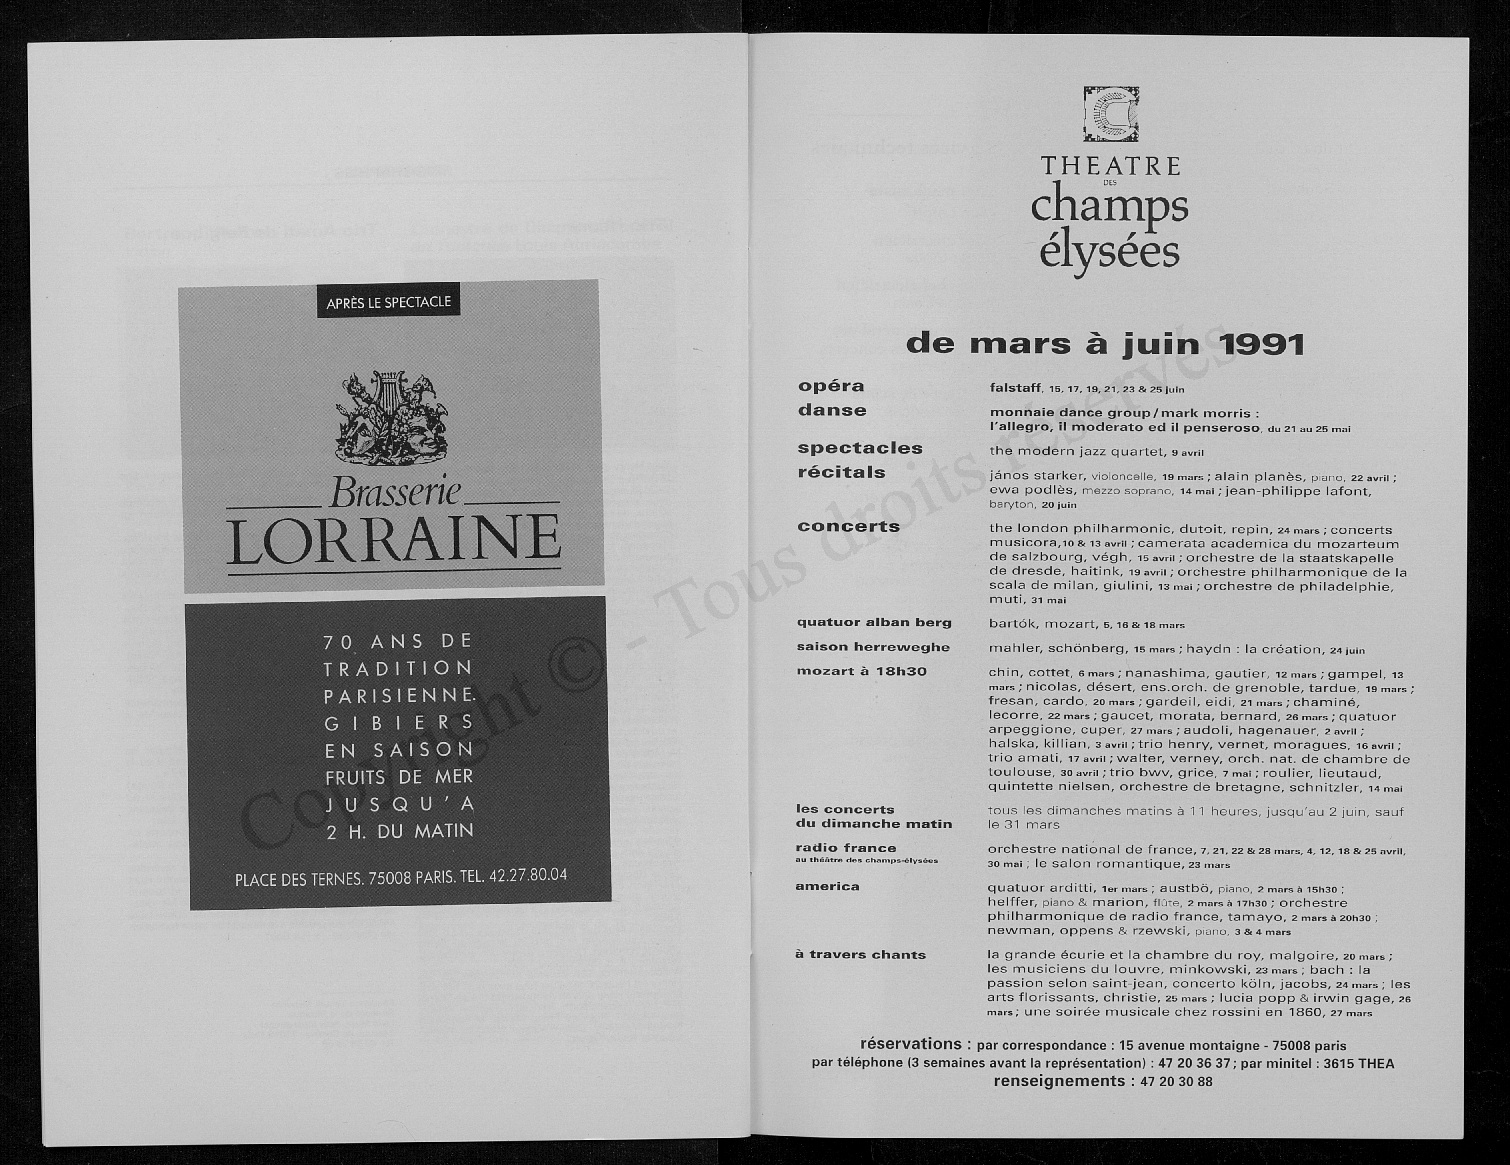 APRÈS LE SPECTACLE
Brasserie
LORRAINE
70 ANS DE
TRADITION
PARISIENNE.
GIBIERS
EN SAISON
FRUITS DE MER
JUSQU'A
2 H. DU MATIN
PLACE DES TERNES. 75008 PARIS. TEL. 42.27.80.04
THEATRE
DES
champs
élysées
de mars à juin 1991
opéra falstaff, 15, 17, 19, 21, 23 & 25 juin
danse monnaie dance group / mark morris :
l'allegro, il moderato ed il penseroso, du 21 au 25 mai
spectacles the modern jazz quartet, 9 avril
récitals jános starker, violoncelle, 19 mars ; alain planès, piano, 22 avril ;
ewa podlès, mezzo soprano, 14 mai ; jean-philippe lafont,
baryton, 20 juin
concerts the london philharmonic, dutoit, repin, 24 mars ; concerts
musicora, 10 & 13 avril ; camerata academica du mozarteum
de salzbourg, végh, 15 avril ; orchestre de la staatskapelle
de dresde, haitink, 19 avril ; orchestre philharmonique de la
scala de milan, giulini, 13 mai ; orchestre de philadelphie,
muti, 31 mai
quatuor alban berg bartók, mozart, 5, 16 & 18 mars
saison herreweghe mahler, schönberg, 15 mars ; haydn : la création, 24 juin
mozart à 18h30 chin, cottet, 6 mars ; nanashima, gautier, 12 mars ; gampel, 13
mars ; nicolas, désert, ens.orch. de grenoble, tardue, 19 mars ;
fresan, cardo, 20 mars ; gardeil, eidi, 21 mars ; chaminé,
lecorre, 22 mars ; gaucet, morata, bernard, 26 mars ; quatuor
arpeggione, cuper, 27 mars ; audoli, hagenauer, 2 avril ;
halska, killian, 3 avril ; trio henry, vernet, moragues, 16 avril ;
trio amati, 17 avril ; walter, verney, orch. nat. de chambre de
toulouse, 30 avril ; trio bwv, grice, 7 mai ; roulier, lieutaud,
quintette nielsen, orchestre de bretagne, schnitzler, 14 mai
les concerts tous les dimanches matins à 11 heures, jusqu'au 2 juin, sauf
du dimanche matin le 31 mars
radio france orchestre national de france, 7, 21, 22 & 28 mars, 4, 12, 18 & 25 avril,
au théâtre des champs-élysées 30 mai ; le salon romantique, 23 mars
america quatuor arditti, 1er mars ; austbö, piano, 2 mars à 15h30 ;
helffer, piano & marion, flûte, 2 mars à 17h30 ; orchestre
philharmonique de radio france, tamayo, 2 mars à 20h30 ;
newman, oppens & rzewski, piano, 3 & 4 mars
à travers chants la grande écurie et la chambre du roy, malgoire, 20 mars ;
les musiciens du louvre, minkowski, 23 mars ; bach : la
passion selon saint-jean, concerto köln, jacobs, 24 mars ; les
arts florissants, christie, 25 mars ; lucia popp & irwin gage, 26
mars ; une soirée musicale chez rossini en 1860, 27 mars
réservations : par correspondance : 15 avenue montaigne - 75008 paris
par téléphone (3 semaines avant la représentation) : 47 20 36 37 ; par minitel : 3615 THEA
renseignements : 47 20 30 88
Copyright © - Tous droits réservés